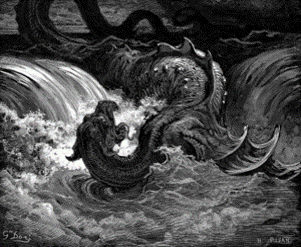 G. Doré
H. PISAN